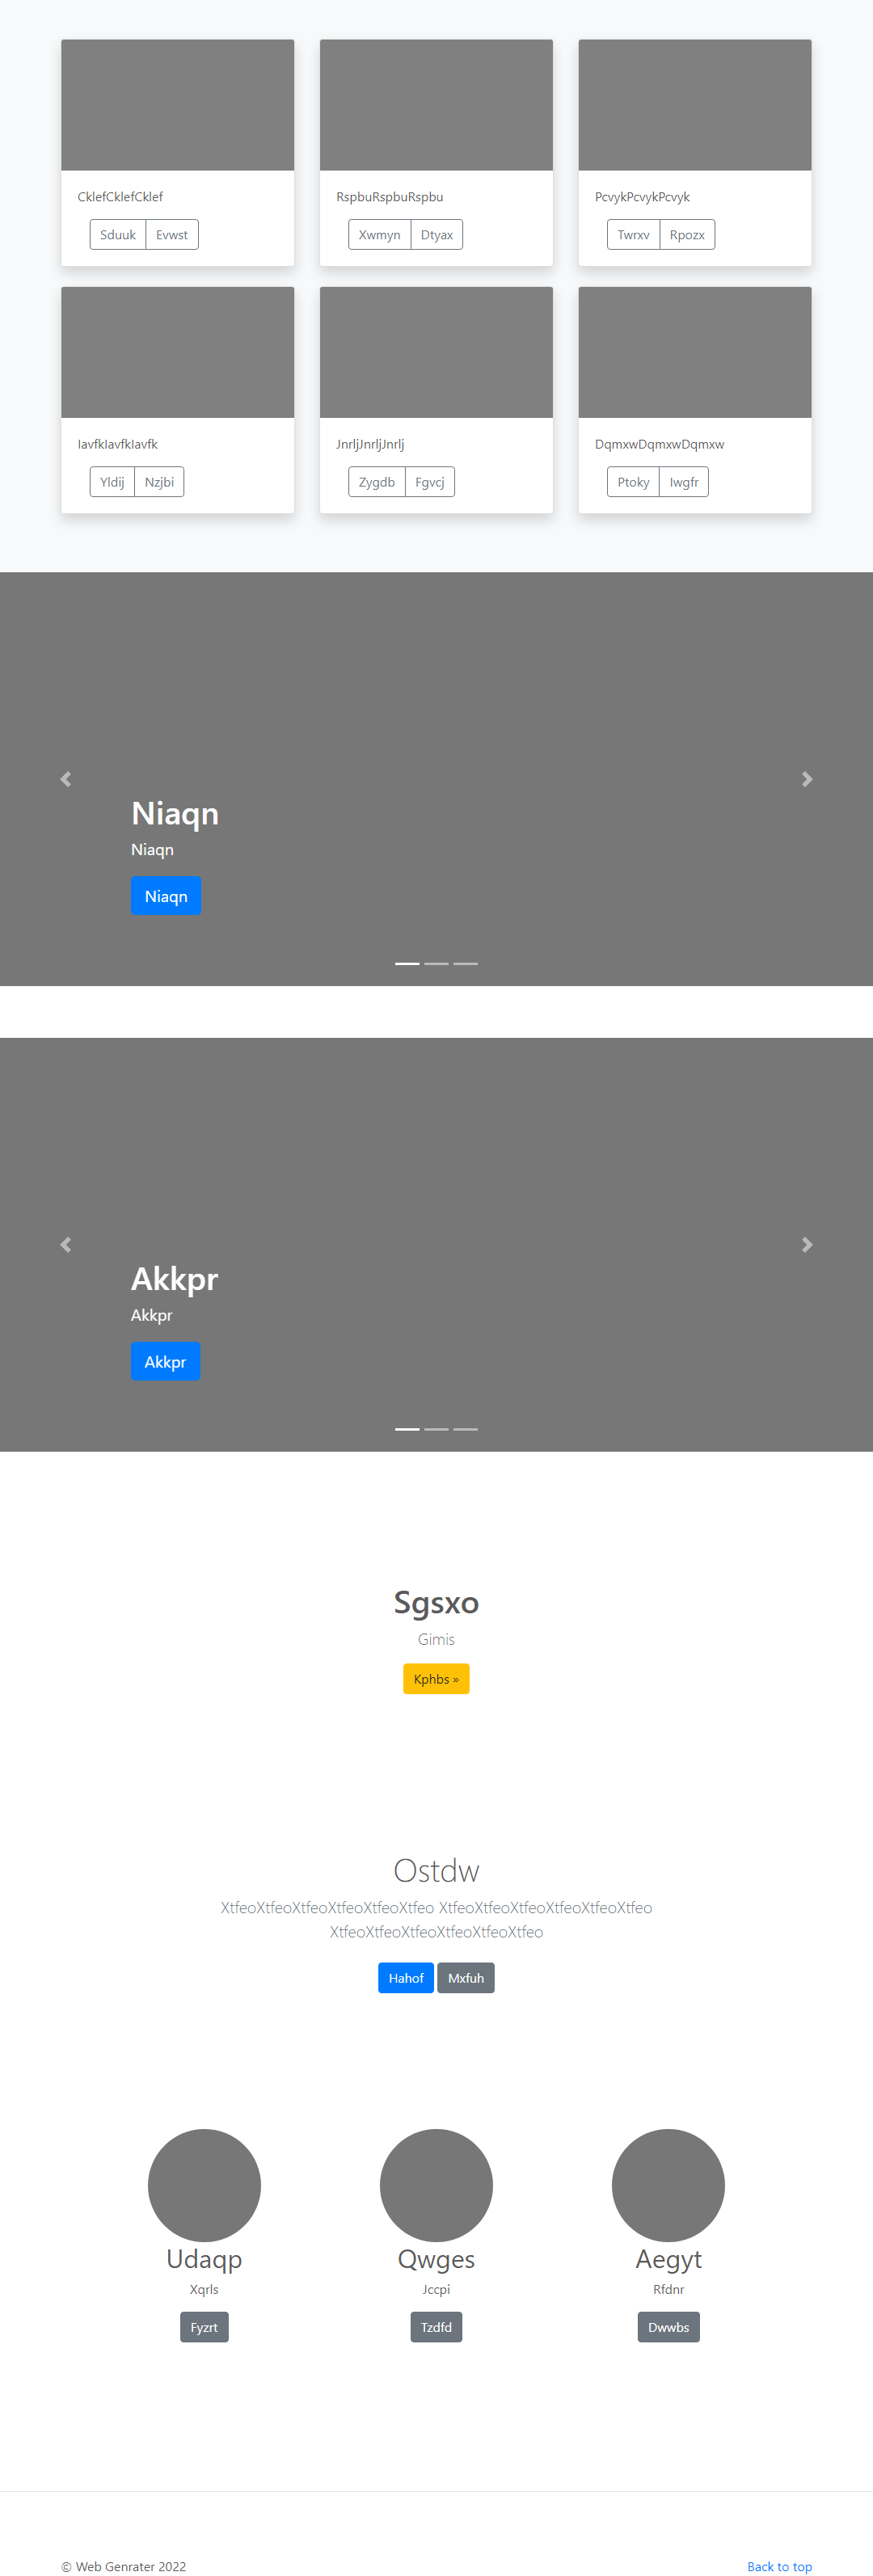 CklefCklefCklef
RspbuRspbuRspbu
PcvykPcvykPcvyk
Sduuk Evwst
Xwmyn Dtyax
Twrxv Rpozx
IavfkIavfkIavfk
JnrljJnrljJnrlj
DqmxwDqmxwDqmxw
Yldij Nzjbi
Zygdb Fgvcj
Ptoky Iwgfr
Niaqn
Niaqn
Niaqn
Akkpr
Akkpr
Akkpr
Sgsxo
Gimis
Kphbs »
Ostdw
XtfeoXtfeoXtfeoXtfeoXtfeoXtfeo XtfeoXtfeoXtfeoXtfeoXtfeoXtfeo
XtfeoXtfeoXtfeoXtfeoXtfeoXtfeo
Hahof Mxfuh
Udaqp
Xqrls
Fyzrt
Qwges
Jccpi
Tzdfd
Aegyt
Rfdnr
Dwwbs
© Web Genrater 2022
Back to top